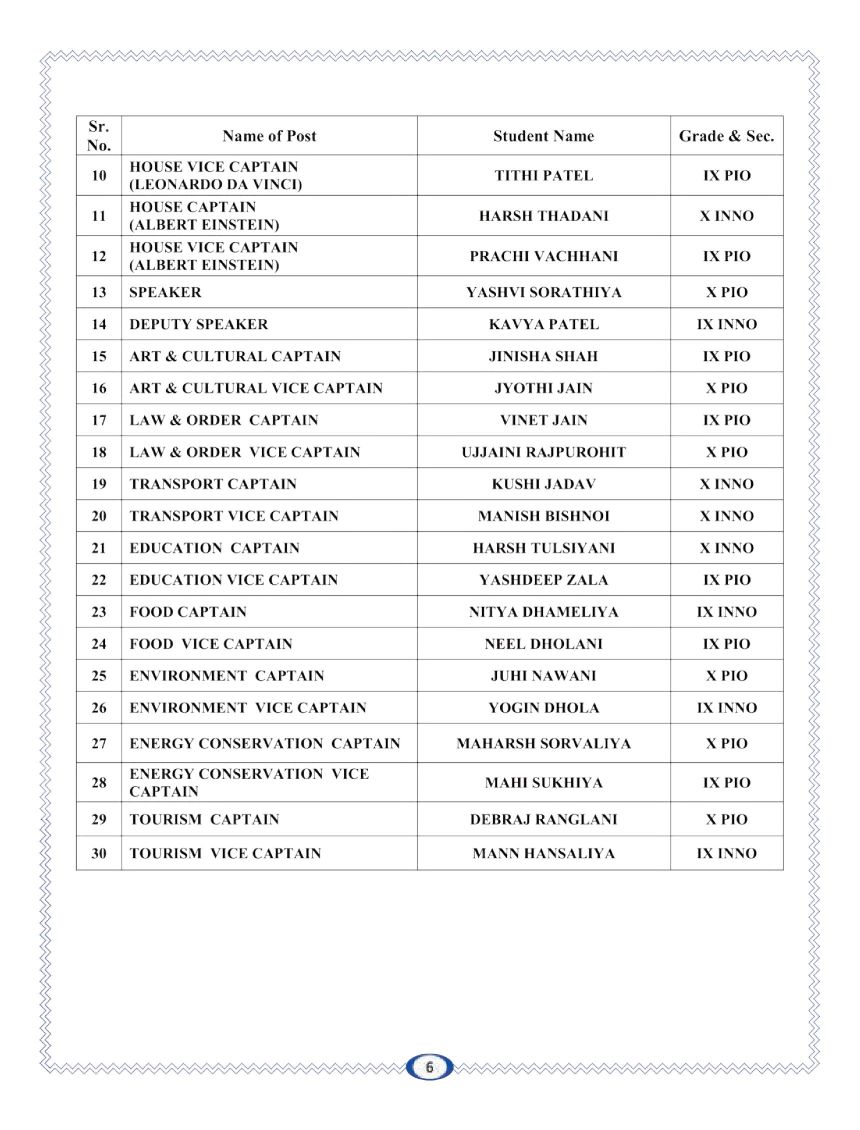 Sr. No. Name of Post Student Name Grade & Sec.
10 HOUSE VICE CAPTAIN (LEONARDO DA VINCI) TITHI PATEL IX PIO
11 HOUSE CAPTAIN (ALBERT EINSTEIN) HARSH THADANI X INNO
12 HOUSE VICE CAPTAIN (ALBERT EINSTEIN) PRACHI VACHHANI IX PIO
13 SPEAKER YASHVI SORATHIYA X PIO
14 DEPUTY SPEAKER KAVYA PATEL IX INNO
15 ART & CULTURAL CAPTAIN JINISHA SHAH IX PIO
16 ART & CULTURAL VICE CAPTAIN JYOTHI JAIN X PIO
17 LAW & ORDER CAPTAIN VINET JAIN IX PIO
18 LAW & ORDER VICE CAPTAIN UJJAINI RAJPUROHIT X PIO
19 TRANSPORT CAPTAIN KUSHI JADAV X INNO
20 TRANSPORT VICE CAPTAIN MANISH BISHNOI X INNO
21 EDUCATION CAPTAIN HARSH TULSIYANI X INNO
22 EDUCATION VICE CAPTAIN YASHDEEP ZALA IX PIO
23 FOOD CAPTAIN NITYA DHAMELIYA IX INNO
24 FOOD VICE CAPTAIN NEEL DHOLANI IX PIO
25 ENVIRONMENT CAPTAIN JUHI NAWANI X PIO
26 ENVIRONMENT VICE CAPTAIN YOGIN DHOLA IX INNO
27 ENERGY CONSERVATION CAPTAIN MAHARSH SORVALIYA X PIO
28 ENERGY CONSERVATION VICE CAPTAIN MAHI SUKHIYA IX PIO
29 TOURISM CAPTAIN DEBRAJ RANGLANI X PIO
30 TOURISM VICE CAPTAIN MANN HANSALIYA IX INNO
6